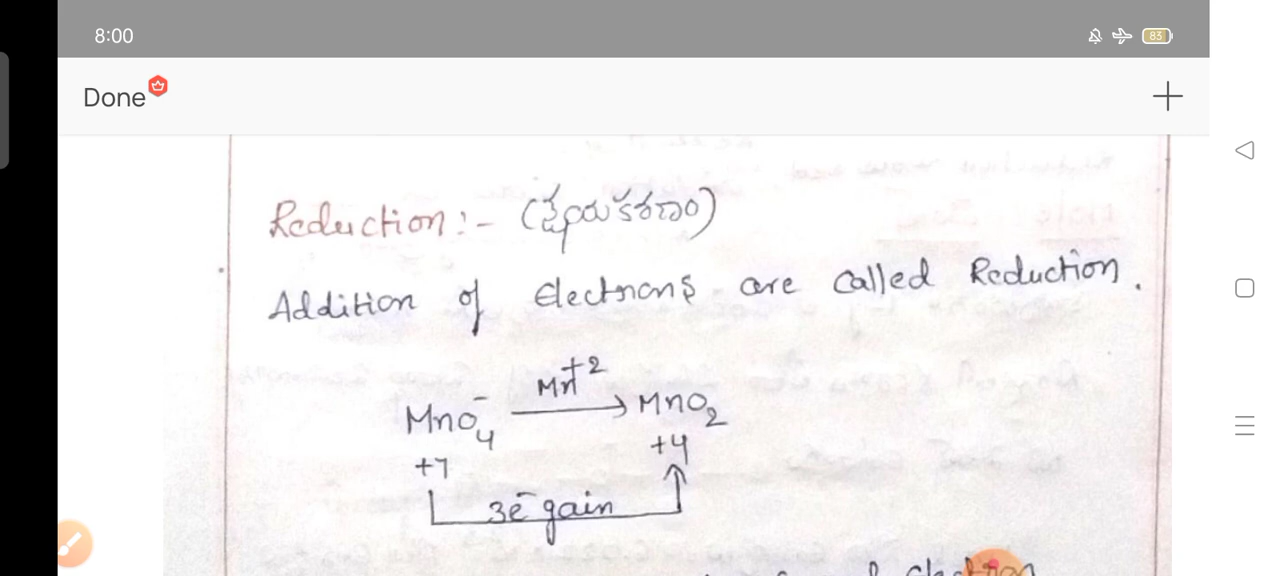 8:00
83
Done
Reduction :- (క్షయకరణం)
Addition of Electrons are called Reduction.
Mn+2
MnO4- → MnO2
+7 +4
3e- gain